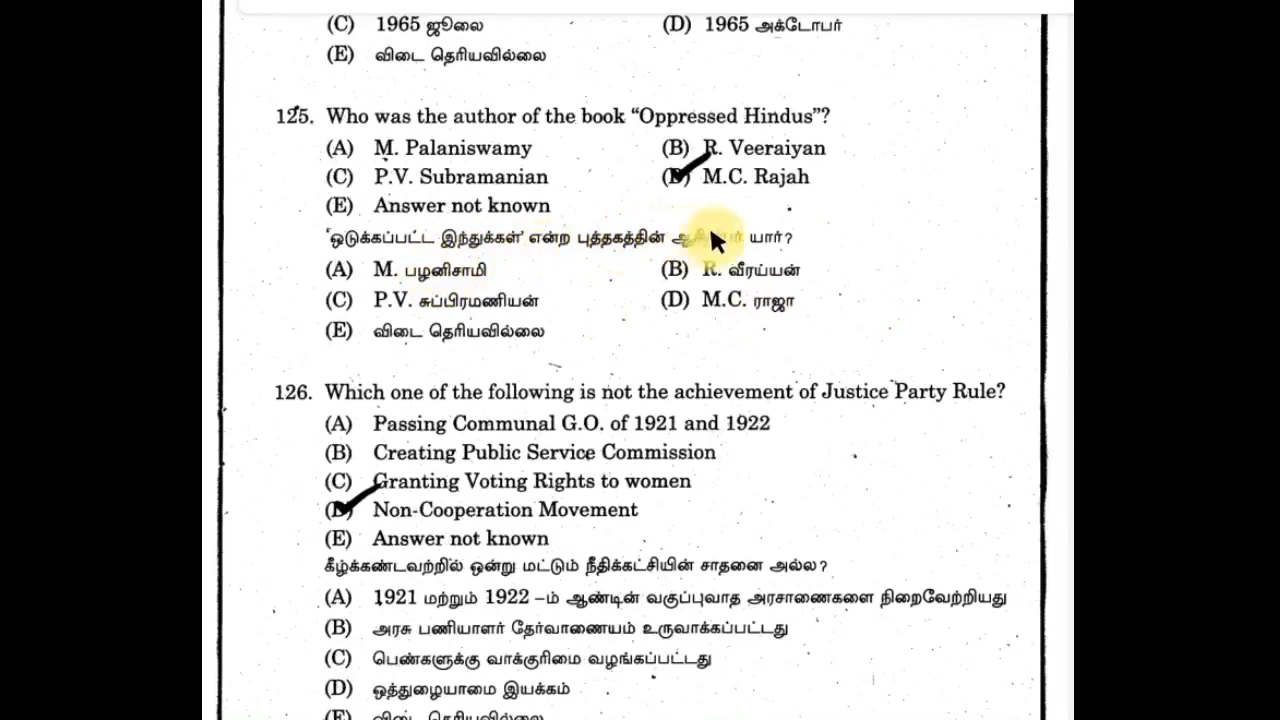 (C) 1965 ஜூலை (D) 1965 அக்டோபர்
(E) விடை தெரியவில்லை
125. Who was the author of the book “Oppressed Hindus”?
(A) M. Palaniswamy (B) R. Veeraiyan
(C) P.V. Subramanian (D) M.C. Rajah
(E) Answer not known
‘ஒடுக்கப்பட்ட இந்துக்கள்’ என்ற புத்தகத்தின் ஆசிரியர் யார்?
(A) M. பழனிசாமி (B) R. வீரய்யன்
(C) P.V. சுப்பிரமணியன் (D) M.C. ராஜா
(E) விடை தெரியவில்லை
126. Which one of the following is not the achievement of Justice Party Rule?
(A) Passing Communal G.O. of 1921 and 1922
(B) Creating Public Service Commission
(C) Granting Voting Rights to women
(D) Non-Cooperation Movement
(E) Answer not known
கீழ்க்கண்டவற்றில் ஒன்று மட்டும் நீதிக்கட்சியின் சாதனை அல்ல?
(A) 1921 மற்றும் 1922 –ம் ஆண்டின் வகுப்புவாத அரசாணைகளை நிறைவேற்றியது
(B) அரசு பணியாளர் தேர்வாணையம் உருவாக்கப்பட்டது
(C) பெண்களுக்கு வாக்குரிமை வழங்கப்பட்டது
(D) ஒத்துழையாமை இயக்கம்
(E) விடை தெரியவில்லை